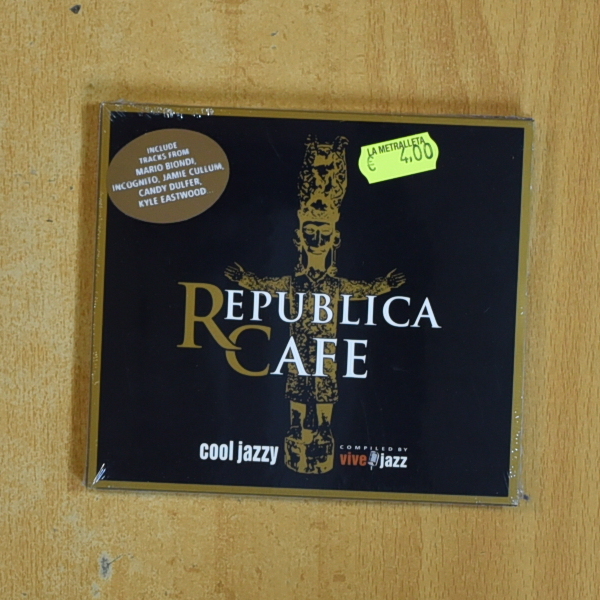 INCLUDE
TRACKS FROM
MARIO BIONDI,
INCOGNITO, JAMIE CULLUM,
CANDY DULFER,
KYLE EASTWOOD...
LA METRALLETA
€ 4,00
REPUBLICA
CAFE
cool jazzy
COMPILED BY
vive jazz